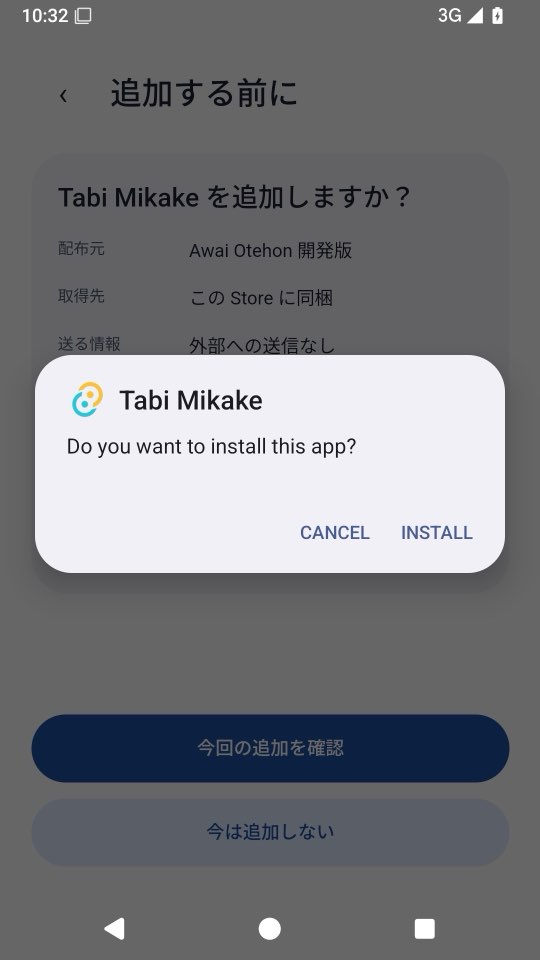 10:32
3G
追加する前に
Tabi Mikake を追加しますか？
配布元 Awai Otehon 開発版
取得先 この Store に同梱
送る情報 外部への送信なし
Tabi Mikake
Do you want to install this app?
CANCEL INSTALL
今回の追加を確認
今は追加しない